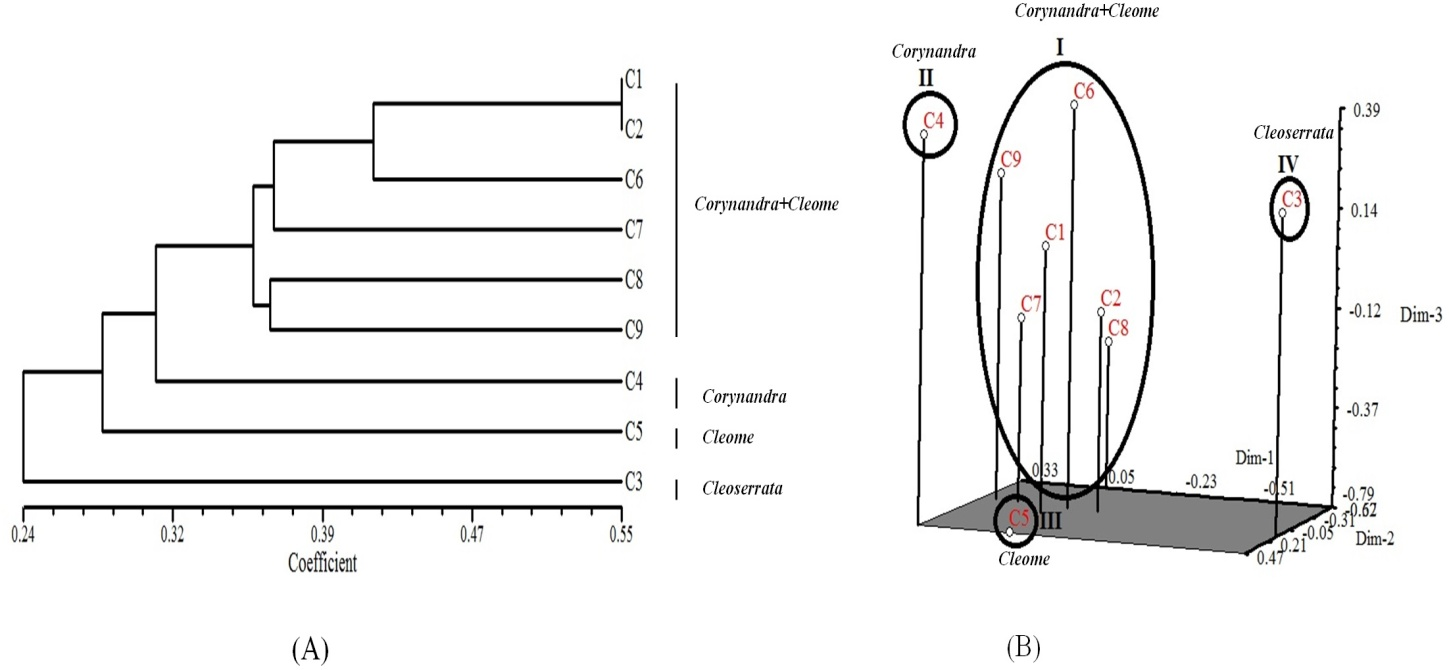 C1
C2
C6
C7
C8
C9
C4
C5
C3
Corynandra+Cleome
Corynandra
Cleome
Cleoserrata
0.24 0.32 0.39 0.47 0.55
Coefficient
(A)
Corynandra+Cleome
I
Corynandra
II
C4
C6
C9
C1
C7
C2
C8
Cleoserrata
IV
C3
0.39
0.14
-0.12
Dim-3
-0.37
Dim-1
0.33 0.05 -0.23 -0.51 -0.79
-0.62
-0.31
-0.05
0.21
0.47
Dim-2
C5 III
Cleome
(B)